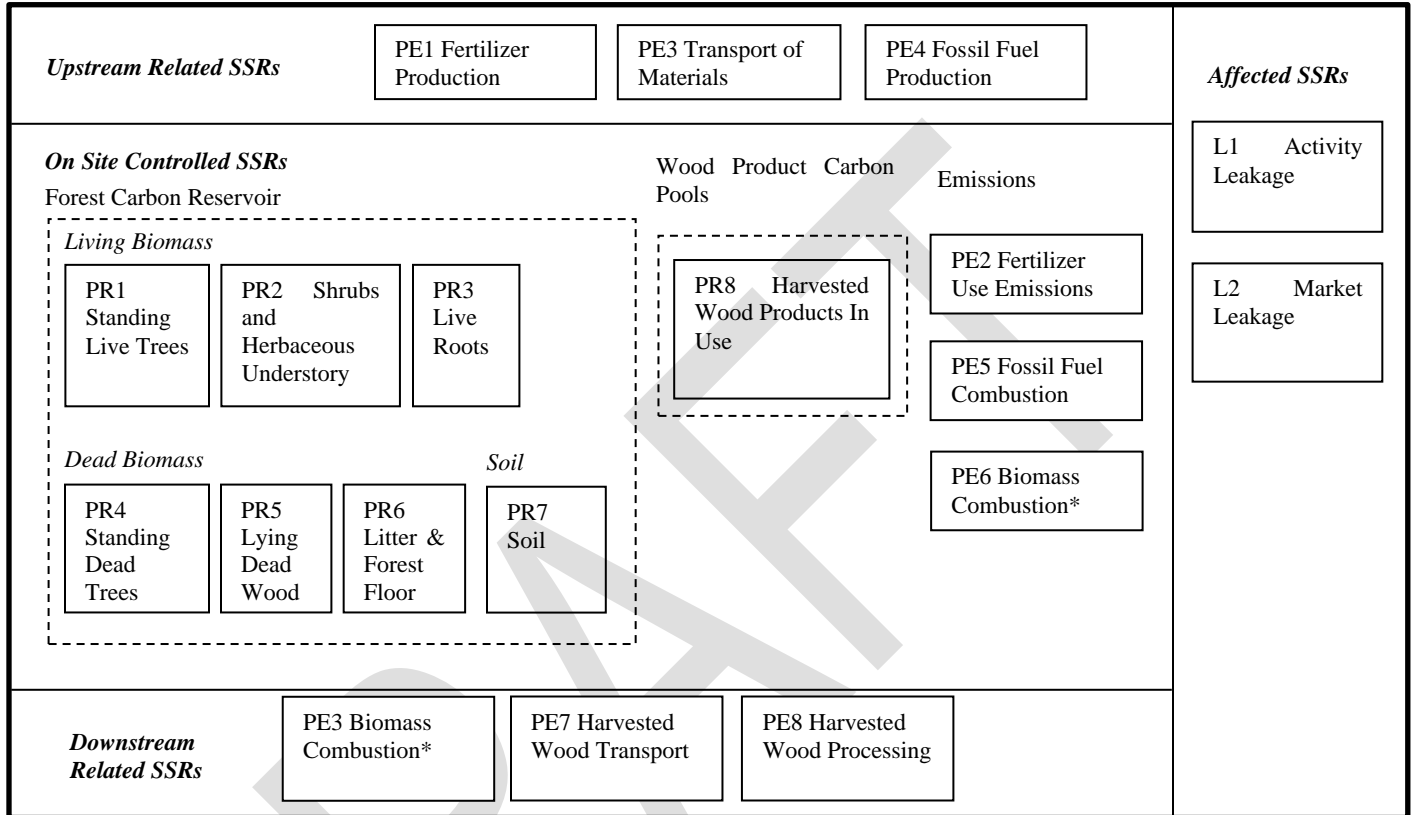 Upstream Related SSRs
PE1 Fertilizer
Production
PE3 Transport of
Materials
PE4 Fossil Fuel
Production
Affected SSRs
L1 Activity
Leakage
L2 Market
Leakage
On Site Controlled SSRs
Forest Carbon Reservoir
Living Biomass
PR1
Standing
Live Trees
PR2 Shrubs
and
Herbaceous
Understory
PR3
Live
Roots
Dead Biomass
PR4
Standing
Dead
Trees
PR5
Lying
Dead
Wood
PR6
Litter &
Forest
Floor
Soil
PR7
Soil
Wood Product Carbon
Pools
PR8 Harvested
Wood Products In
Use
Emissions
PE2 Fertilizer
Use Emissions
PE5 Fossil Fuel
Combustion
PE6 Biomass
Combustion*
Downstream
Related SSRs
PE3 Biomass
Combustion*
PE7 Harvested
Wood Transport
PE8 Harvested
Wood Processing
DRAFT